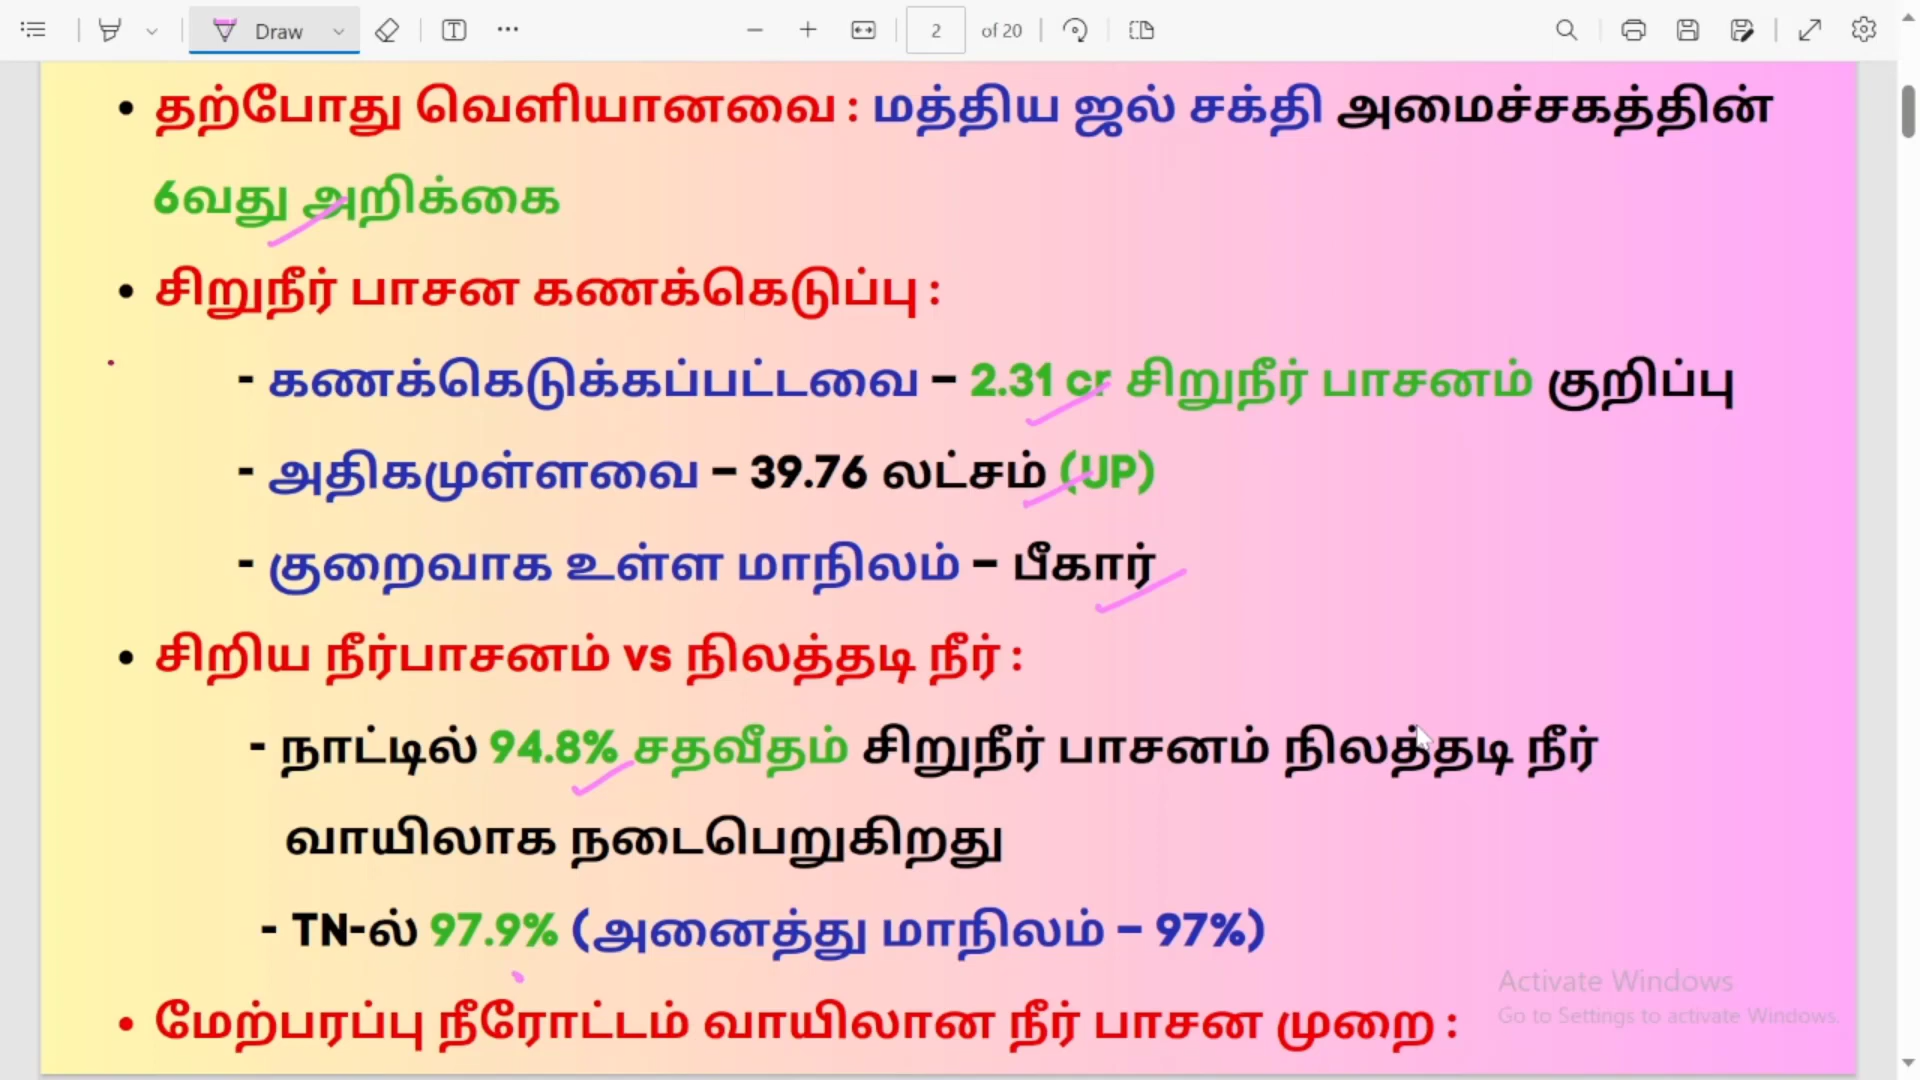 Draw
2 of 20
• தற்போது வெளியானவை : மத்திய ஜல் சக்தி அமைச்சகத்தின்
6வது அறிக்கை
• சிறுநீர் பாசன கணக்கெடுப்பு :
- கணக்கெடுக்கப்பட்டவை – 2.31 cr சிறுநீர் பாசனம் குறிப்பு
- அதிகமுள்ளவை – 39.76 லட்சம் (UP)
- குறைவாக உள்ள மாநிலம் – பீகார்
• சிறிய நீர்பாசனம் vs நிலத்தடி நீர் :
- நாட்டில் 94.8% சதவீதம் சிறுநீர் பாசனம் நிலத்தடி நீர்
வாயிலாக நடைபெறுகிறது
- TN-ல் 97.9% (அனைத்து மாநிலம் – 97%)
• மேற்பரப்பு நீரோட்டம் வாயிலான நீர் பாசன முறை :
Activate Windows
Go to Settings to activate Windows.